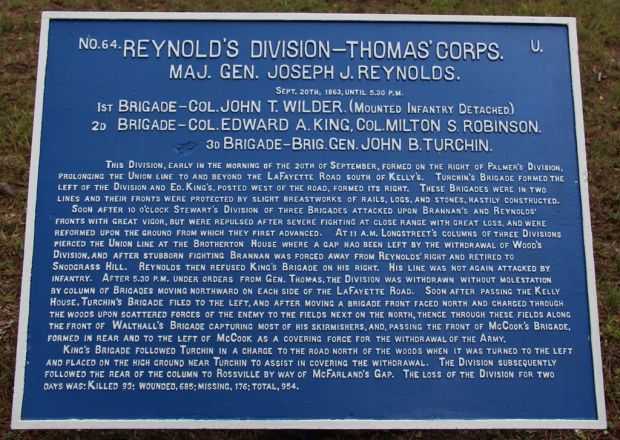 No. 64. REYNOLD'S DIVISION—THOMAS' CORPS. U.
MAJ. GEN. JOSEPH J. REYNOLDS.
SEPT. 20TH, 1863, UNTIL 5.30 P.M.
1ST BRIGADE—COL. JOHN T. WILDER. (MOUNTED INFANTRY DETACHED)
2D BRIGADE—COL. EDWARD A. KING, COL. MILTON S. ROBINSON.
3D BRIGADE—BRIG. GEN. JOHN B. TURCHIN.
THIS DIVISION, EARLY IN THE MORNING OF THE 20TH OF SEPTEMBER, FORMED ON THE RIGHT OF PALMER'S DIVISION,
PROLONGING THE UNION LINE TO AND BEYOND THE LAFAYETTE ROAD SOUTH OF KELLY'S. TURCHIN'S BRIGADE FORMED THE
LEFT OF THE DIVISION AND ED. KING'S, POSTED WEST OF THE ROAD, FORMED ITS RIGHT. THESE BRIGADES WERE IN TWO
LINES AND THEIR FRONTS WERE PROTECTED BY SLIGHT BREASTWORKS OF RAILS, LOGS, AND STONES, HASTILY CONSTRUCTED.
SOON AFTER 10 O'CLOCK STEWART'S DIVISION OF THREE BRIGADES ATTACKED UPON BRANNAN'S AND REYNOLDS'
FRONTS WITH GREAT VIGOR, BUT WERE REPULSED AFTER SEVERE FIGHTING AT CLOSE RANGE WITH GREAT LOSS, AND WERE
REFORMED UPON THE GROUND FROM WHICH THEY FIRST ADVANCED. AT 11 A.M. LONGSTREET'S COLUMNS OF THREE DIVISIONS
PIERCED THE UNION LINE AT THE BROTHERTON HOUSE WHERE A GAP HAD BEEN LEFT BY THE WITHDRAWAL OF WOOD'S
DIVISION, AND AFTER STUBBORN FIGHTING BRANNAN WAS FORCED AWAY FROM REYNOLDS' RIGHT AND RETIRED TO
SNODGRASS HILL. REYNOLDS THEN REFUSED KING'S BRIGADE ON HIS RIGHT. HIS LINE WAS NOT AGAIN ATTACKED BY
INFANTRY. AFTER 5.30 P.M. UNDER ORDERS FROM GEN. THOMAS, THE DIVISION WAS WITHDRAWN WITHOUT MOLESTATION
BY COLUMN OF BRIGADES MOVING NORTHWARD ON EACH SIDE OF THE LAFAYETTE ROAD. SOON AFTER PASSING THE KELLY
HOUSE, TURCHIN'S BRIGADE FILED TO THE LEFT, AND AFTER MOVING A BRIGADE FRONT FACED NORTH AND CHARGED THROUGH
THE WOODS UPON SCATTERED FORCES OF THE ENEMY TO THE FIELDS NEXT ON THE NORTH, THENCE THROUGH THESE FIELDS ALONG
THE FRONT OF WALTHALL'S BRIGADE CAPTURING MOST OF HIS SKIRMISHERS, AND, PASSING THE FRONT OF MCCOOK'S BRIGADE,
FORMED IN REAR AND TO THE LEFT OF MCCOOK AS A COVERING FORCE FOR THE WITHDRAWAL OF THE ARMY.
KING'S BRIGADE FOLLOWED TURCHIN IN A CHARGE TO THE ROAD NORTH OF THE WOODS WHEN IT WAS TURNED TO THE LEFT
AND PLACED ON THE HIGH GROUND NEAR TURCHIN TO ASSIST IN COVERING THE WITHDRAWAL. THE DIVISION SUBSEQUENTLY
FOLLOWED THE REAR OF THE COLUMN TO ROSSVILLE BY WAY OF MCFARLAND'S GAP. THE LOSS OF THE DIVISION FOR TWO
DAYS WAS: KILLED 93: WOUNDED, 685; MISSING, 176; TOTAL, 954.